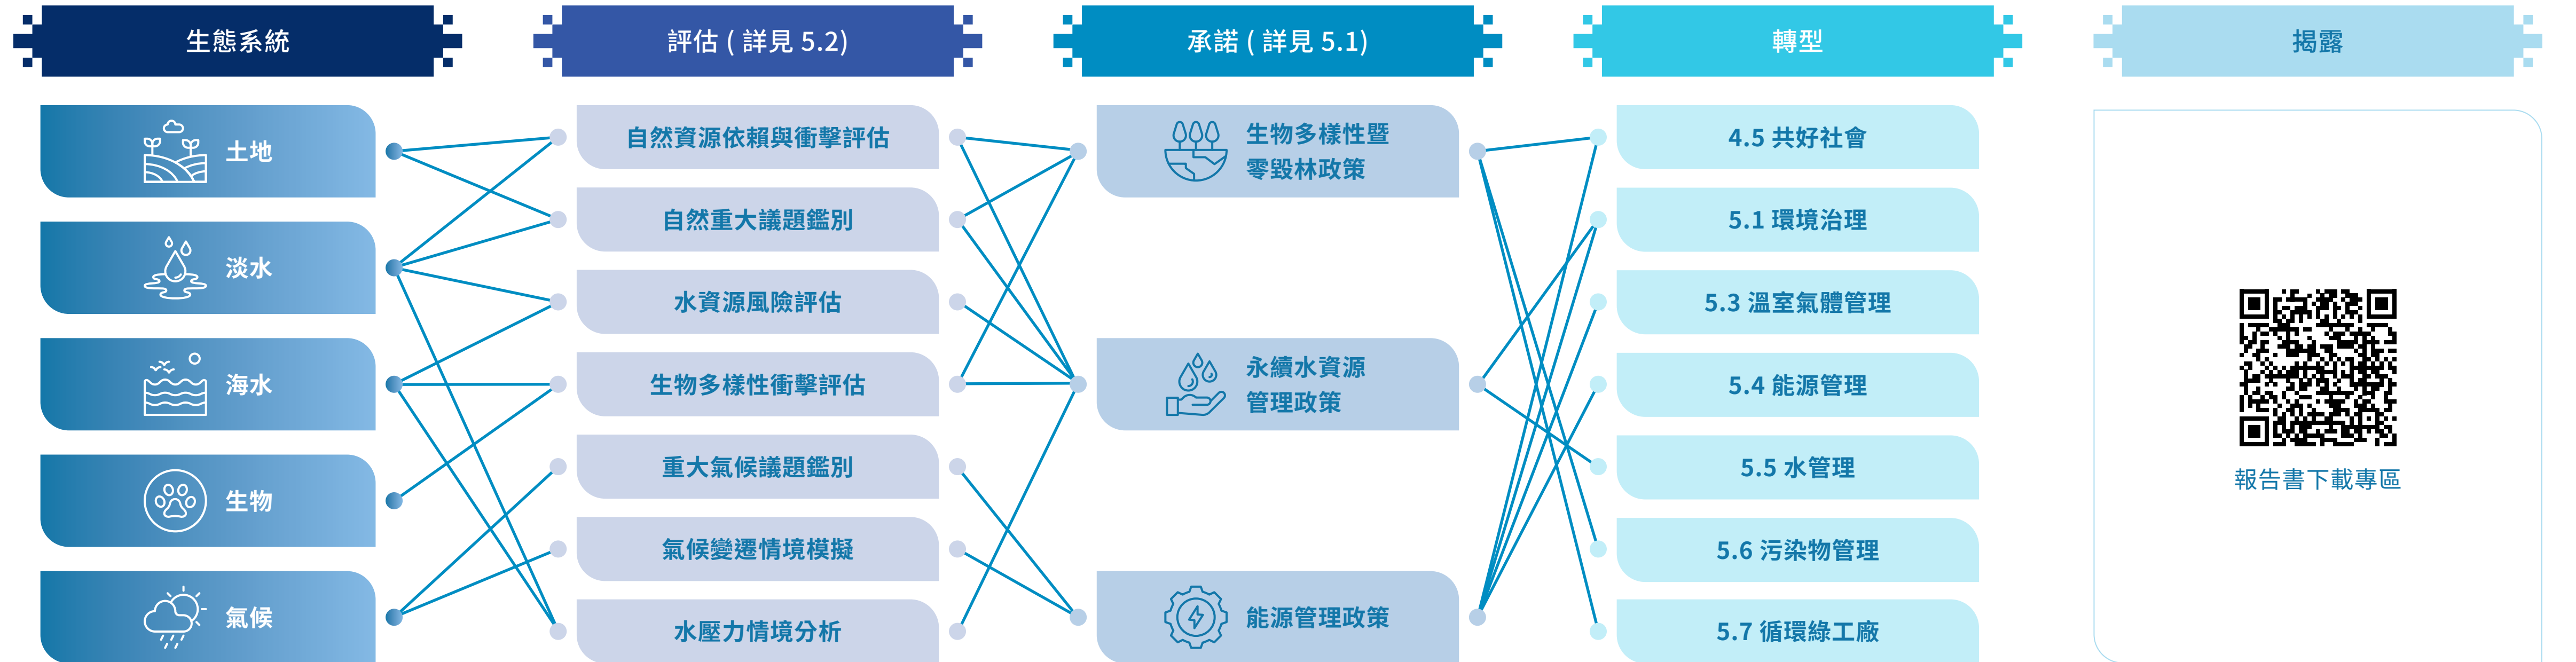 生態系統
評估 ( 詳見 5.2)
承諾 ( 詳見 5.1)
轉型
揭露
土地
淡水
海水
生物
氣候
自然資源依賴與衝擊評估
自然重大議題鑑別
水資源風險評估
生物多樣性衝擊評估
重大氣候議題鑑別
氣候變遷情境模擬
水壓力情境分析
生物多樣性暨
零毀林政策
永續水資源
管理政策
能源管理政策
4.5 共好社會
5.1 環境治理
5.3 溫室氣體管理
5.4 能源管理
5.5 水管理
5.6 污染物管理
5.7 循環綠工廠
報告書下載專區